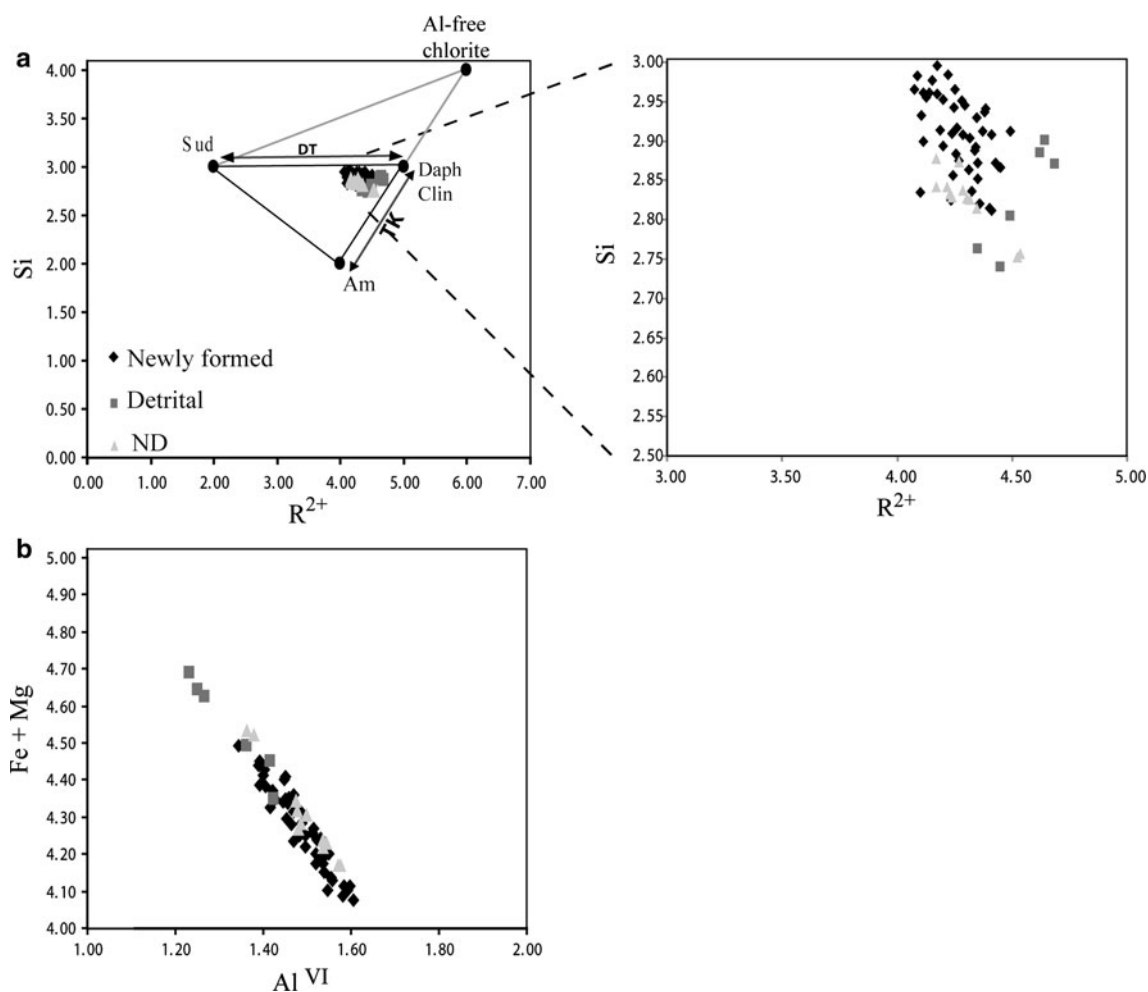 a
Al-free
chlorite
4.00
3.50
3.00
2.50
2.00
1.50
1.00
0.50
0.00
Si
Sud
DT
Daph
Clin
TK
Am
Newly formed
Detrital
ND
0.00 1.00 2.00 3.00 4.00 5.00 6.00 7.00
R2+
3.00
2.95
2.90
2.85
2.80
2.75
2.70
2.65
2.60
2.55
2.50
Si
3.00 3.50 4.00 4.50 5.00
R2+
b
5.00
4.90
4.80
4.70
4.60
4.50
4.40
4.30
4.20
4.10
4.00
Fe + Mg
1.00 1.20 1.40 1.60 1.80 2.00
Al VI